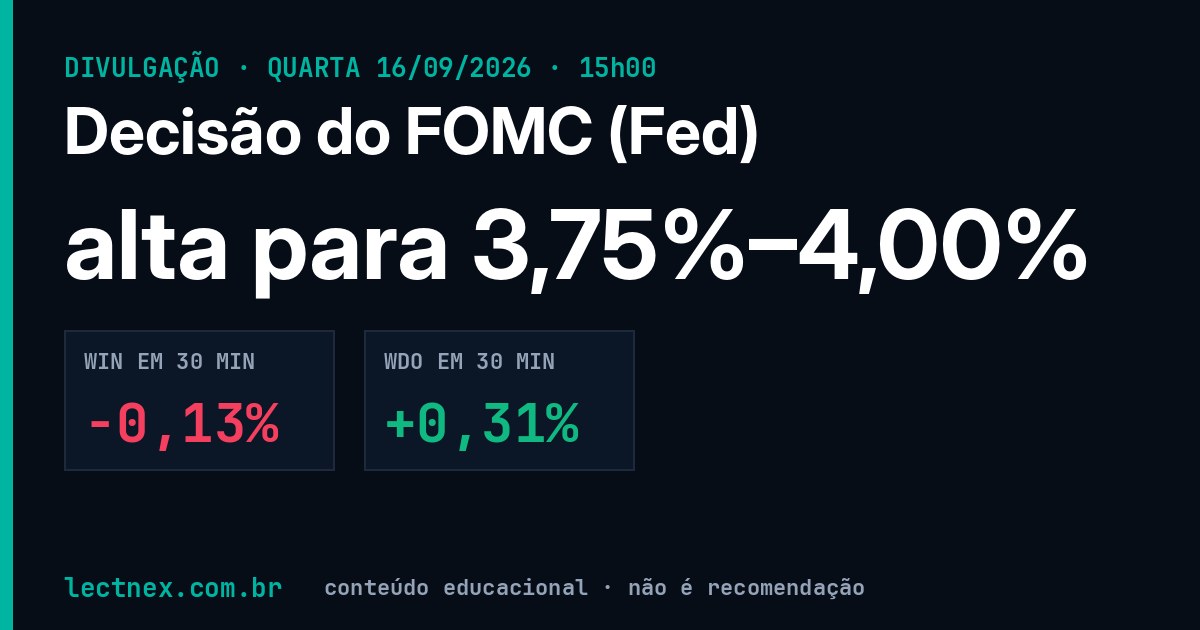 DIVULGAÇÃO · QUARTA 16/09/2026 · 15h00
Decisão do FOMC (Fed)
alta para 3,75%–4,00%
WIN EM 30 MIN
-0,13%
WDO EM 30 MIN
+0,31%
lectnex.com.br
conteúdo educacional · não é recomendação